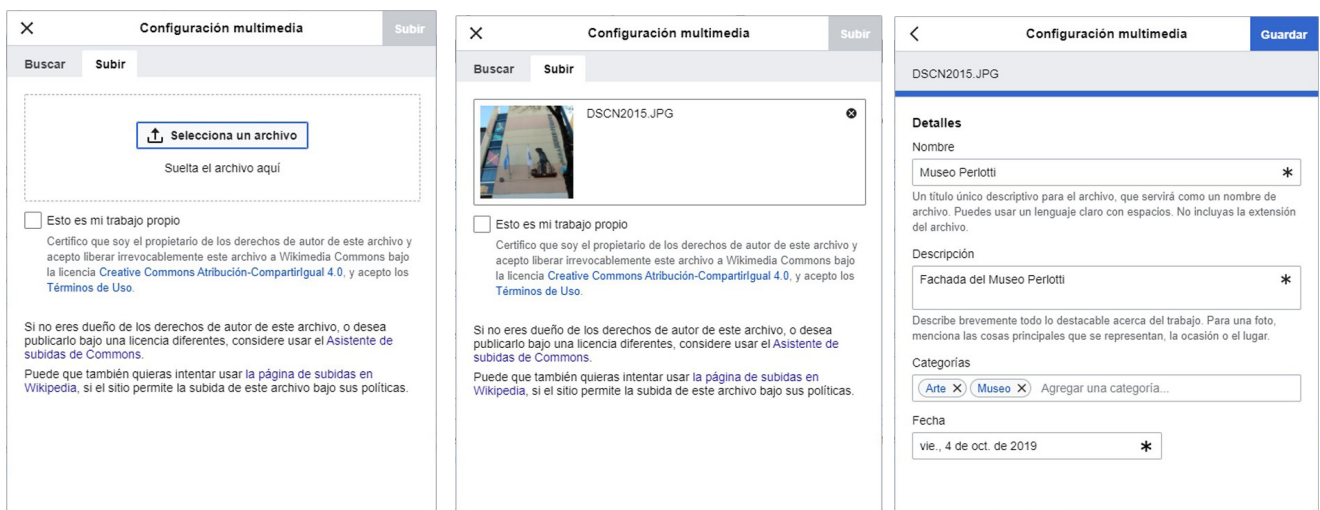 Configuración multimedia
Subir
Buscar
Subir
Selecciona un archivo
Suelta el archivo aquí
Esto es mi trabajo propio
Certifico que soy el propietario de los derechos de autor de este archivo y
acepto liberar irrevocablemente este archivo a Wikimedia Commons bajo
la licencia Creative Commons Atribución-CompartirIgual 4.0, y acepto los
Términos de Uso.
Si no eres dueño de los derechos de autor de este archivo, o desea
publicarlo bajo una licencia diferentes, considere usar el Asistente de
subidas de Commons.
Puede que también quieras intentar usar la página de subidas en
Wikipedia, si el sitio permite la subida de este archivo bajo sus políticas.
Configuración multimedia
Subir
Buscar
Subir
DSCN2015.JPG
Esto es mi trabajo propio
Certifico que soy el propietario de los derechos de autor de este archivo y
acepto liberar irrevocablemente este archivo a Wikimedia Commons bajo
la licencia Creative Commons Atribución-CompartirIgual 4.0, y acepto los
Términos de Uso.
Si no eres dueño de los derechos de autor de este archivo, o desea
publicarlo bajo una licencia diferentes, considere usar el Asistente de
subidas de Commons.
Puede que también quieras intentar usar la página de subidas en
Wikipedia, si el sitio permite la subida de este archivo bajo sus políticas.
Configuración multimedia
Guardar
DSCN2015.JPG
Detalles
Nombre
Museo Perlotti
Un título único descriptivo para el archivo, que servirá como un nombre de
archivo. Puedes usar un lenguaje claro con espacios. No incluyas la extensión
del archivo.
Descripción
Fachada del Museo Perlotti
Describe brevemente todo lo destacable acerca del trabajo. Para una foto,
menciona las cosas principales que se representan, la ocasión o el lugar.
Categorías
Arte Museo Agregar una categoría...
Fecha
vie., 4 de oct. de 2019